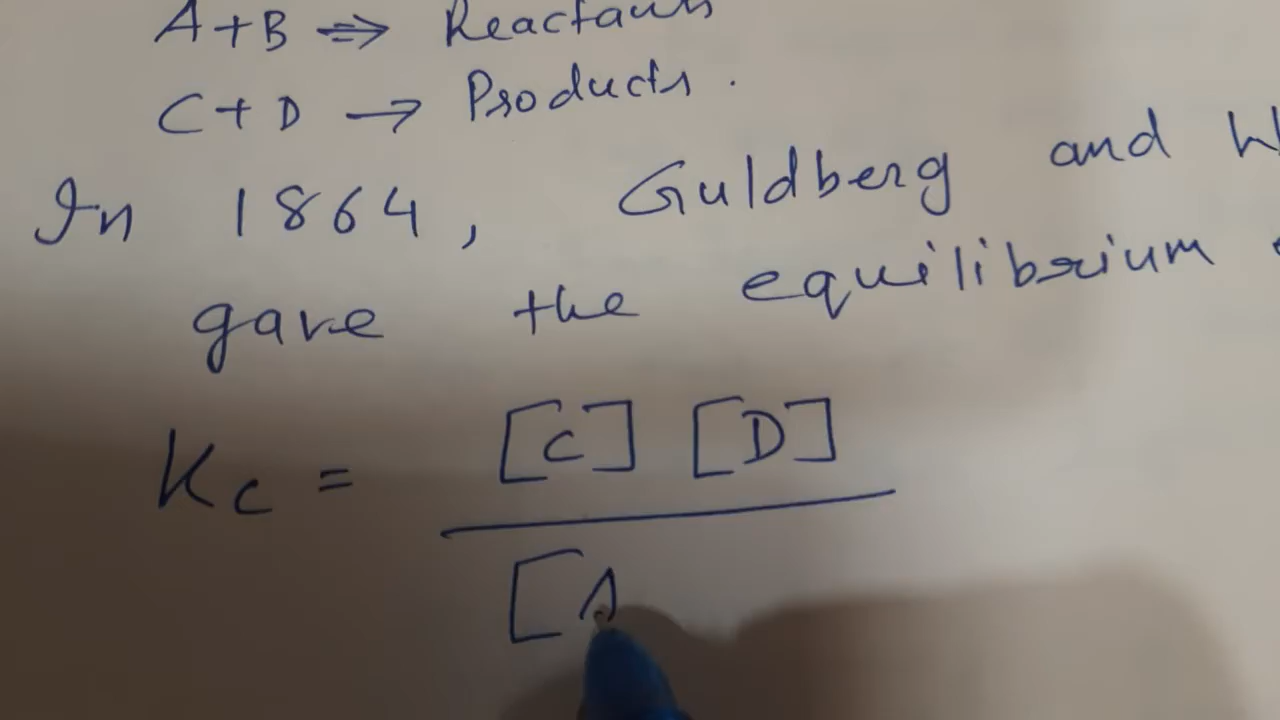 A+B ⇒ Reactants
C+D → Products.
In 1864, Guldberg and
gave the equilibrium
Kc = [C] [D]
[A